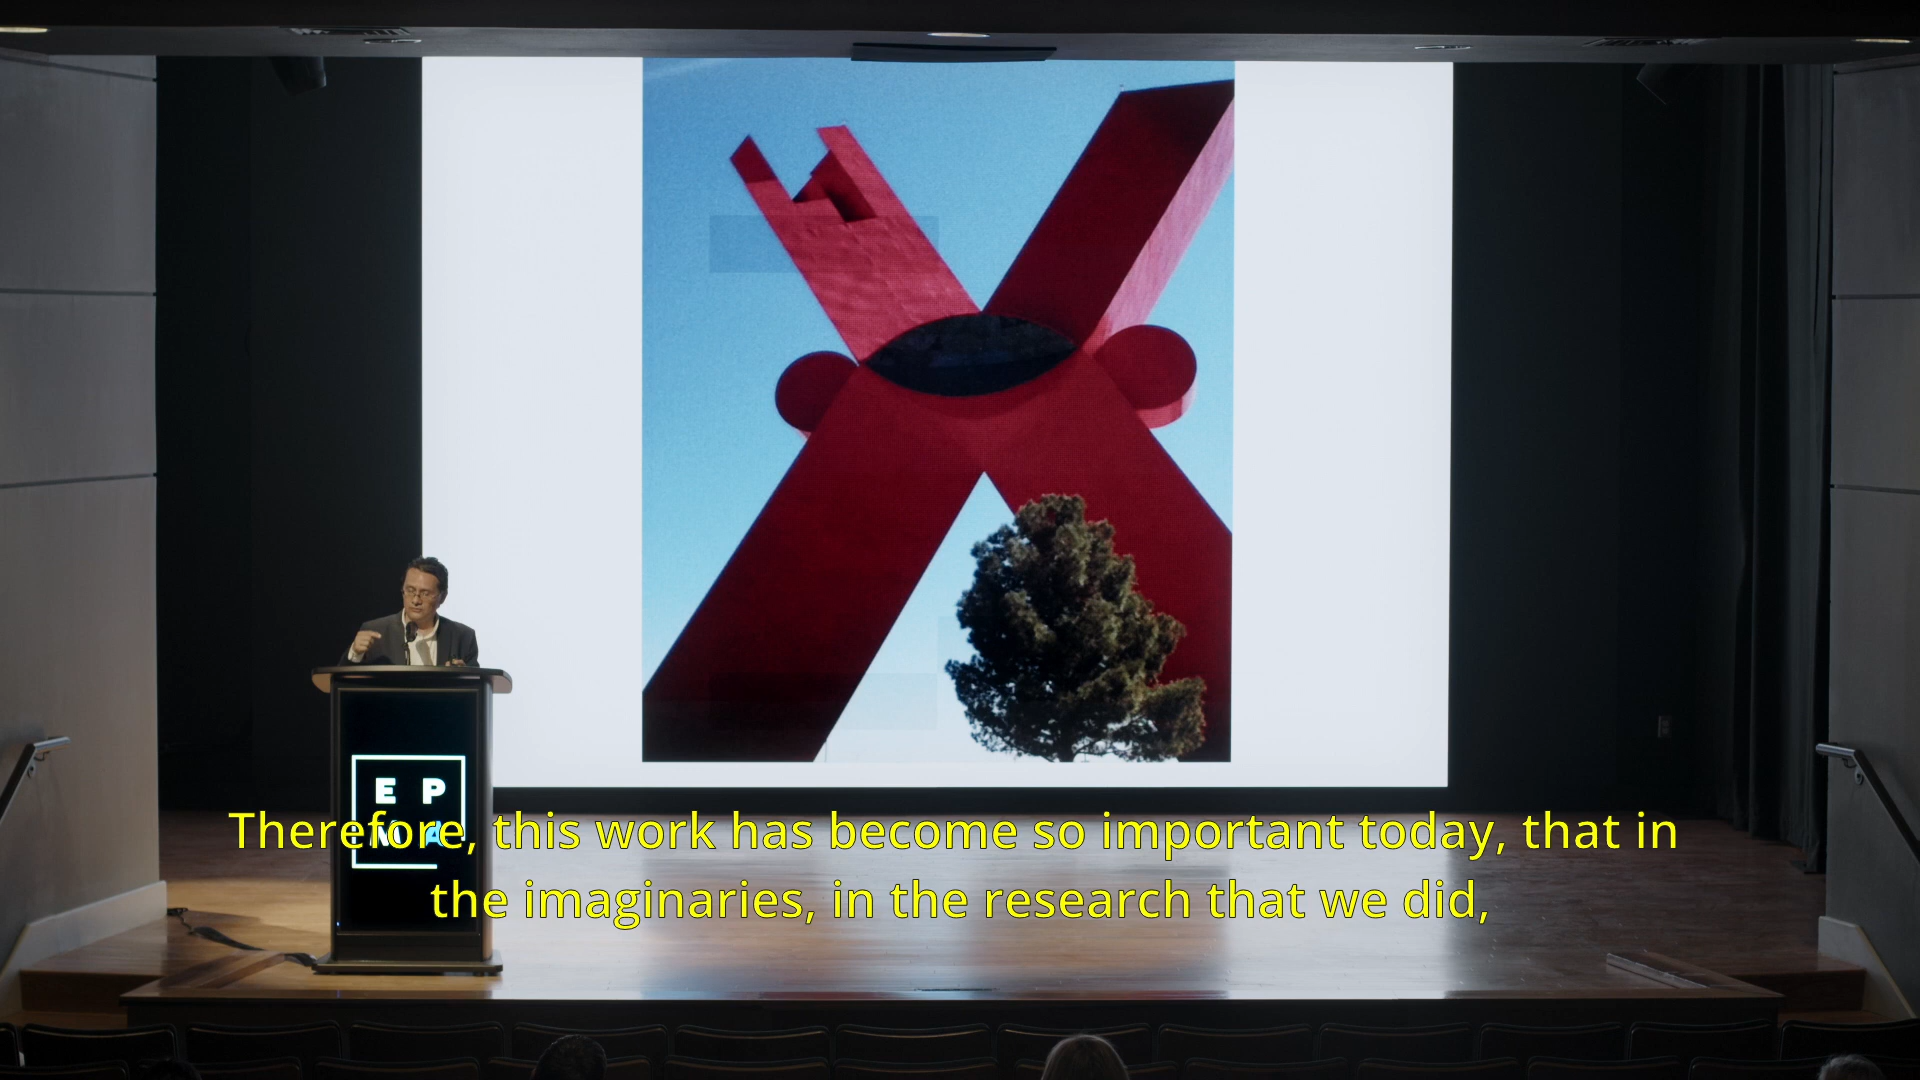 E P
M A
Therefore, this work has become so important today, that in
the imaginaries, in the research that we did,